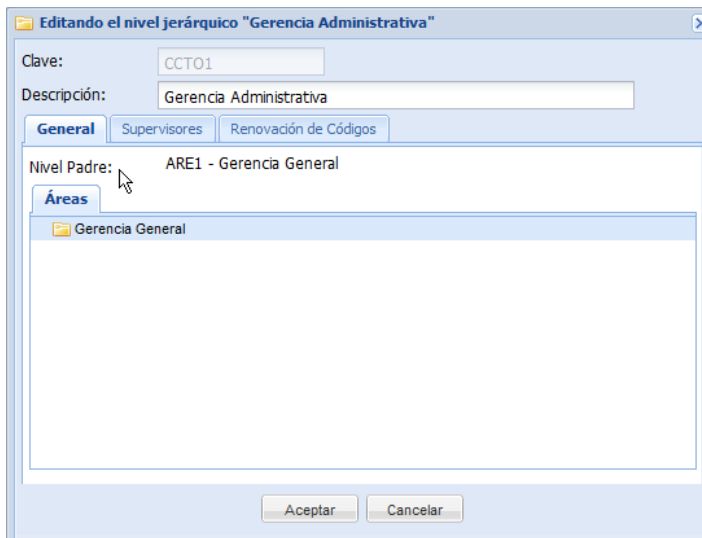 Editando el nivel jerárquico "Gerencia Administrativa"
Clave: CCTO1
Descripción: Gerencia Administrativa
General Supervisores Renovación de Códigos
Nivel Padre: ARE1 - Gerencia General
Áreas
Gerencia General
Aceptar Cancelar